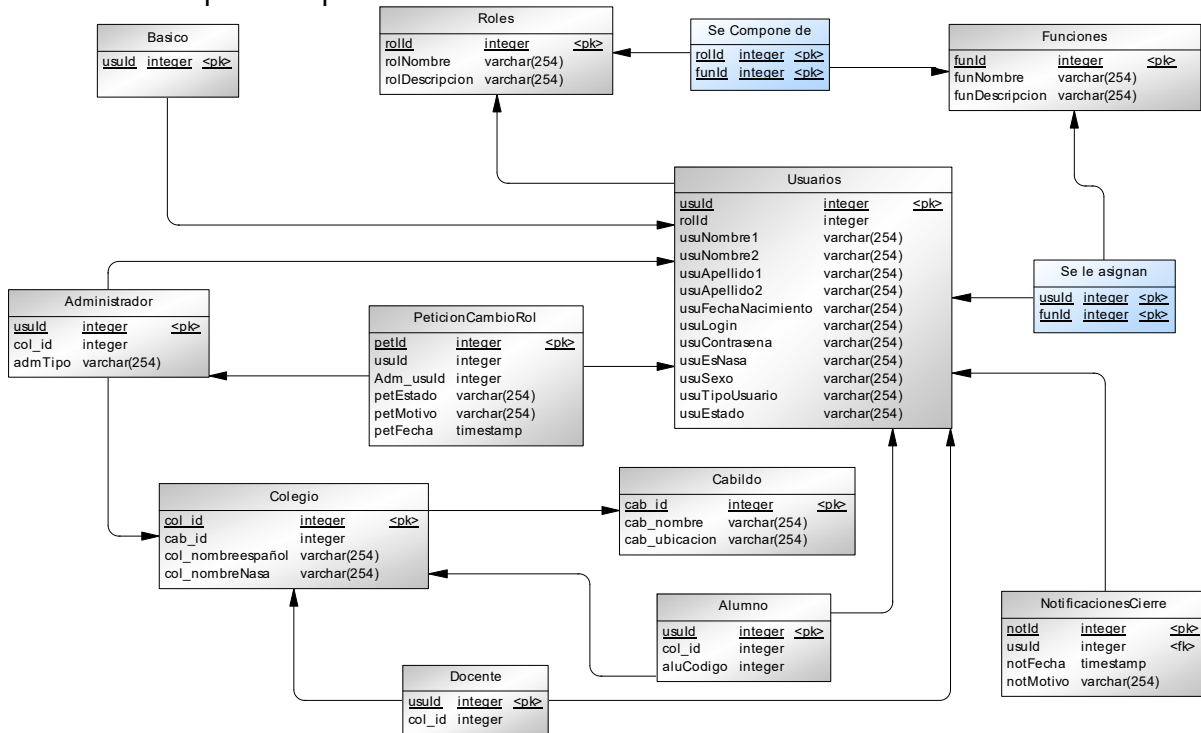 Basico
usuId integer <pk>
Roles
rolId integer <pk>
rolNombre varchar(254)
rolDescripcion varchar(254)
Se Compone de
rolId integer <pk>
funId integer <pk>
Funciones
funId integer <pk>
funNombre varchar(254)
funDescripcion varchar(254)
Usuarios
usuId integer <pk>
rolId integer
usuNombre1 varchar(254)
usuNombre2 varchar(254)
usuApellido1 varchar(254)
usuApellido2 varchar(254)
usuFechaNacimiento varchar(254)
usuLogin varchar(254)
usuContrasena varchar(254)
usuEsNasa varchar(254)
usuSexo varchar(254)
usuTipoUsuario varchar(254)
usuEstado varchar(254)
Se le asignan
usuId integer <pk>
funId integer <pk>
Administrador
usuId integer <pk>
col_id integer
admTipo varchar(254)
PeticionCambioRol
petId integer <pk>
usuId integer
Adm_usuId integer
petEstado varchar(254)
petMotivo varchar(254)
petFecha timestamp
Colegio
col_id integer <pk>
cab_id integer
col_nombreespañol varchar(254)
col_nombreNasa varchar(254)
Cabildo
cab_id integer <pk>
cab_nombre varchar(254)
cab_ubicacion varchar(254)
Alumno
usuId integer <pk>
col_id integer
aluCodigo integer
NotificacionesCierre
notId integer <pk>
usuId integer <fk>
notFecha timestamp
notMotivo varchar(254)
Docente
usuId integer <pk>
col_id integer